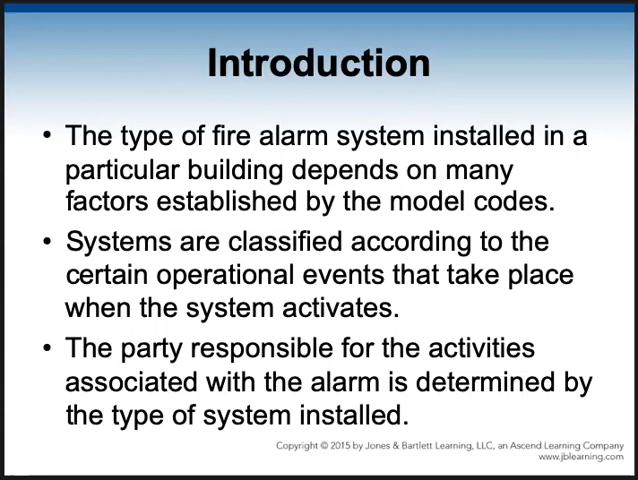 Introduction
• The type of fire alarm system installed in a
particular building depends on many
factors established by the model codes.
• Systems are classified according to the
certain operational events that take place
when the system activates.
• The party responsible for the activities
associated with the alarm is determined by
the type of system installed.
Copyright © 2015 by Jones & Bartlett Learning, LLC, an Ascend Learning Company
www.jblearning.com